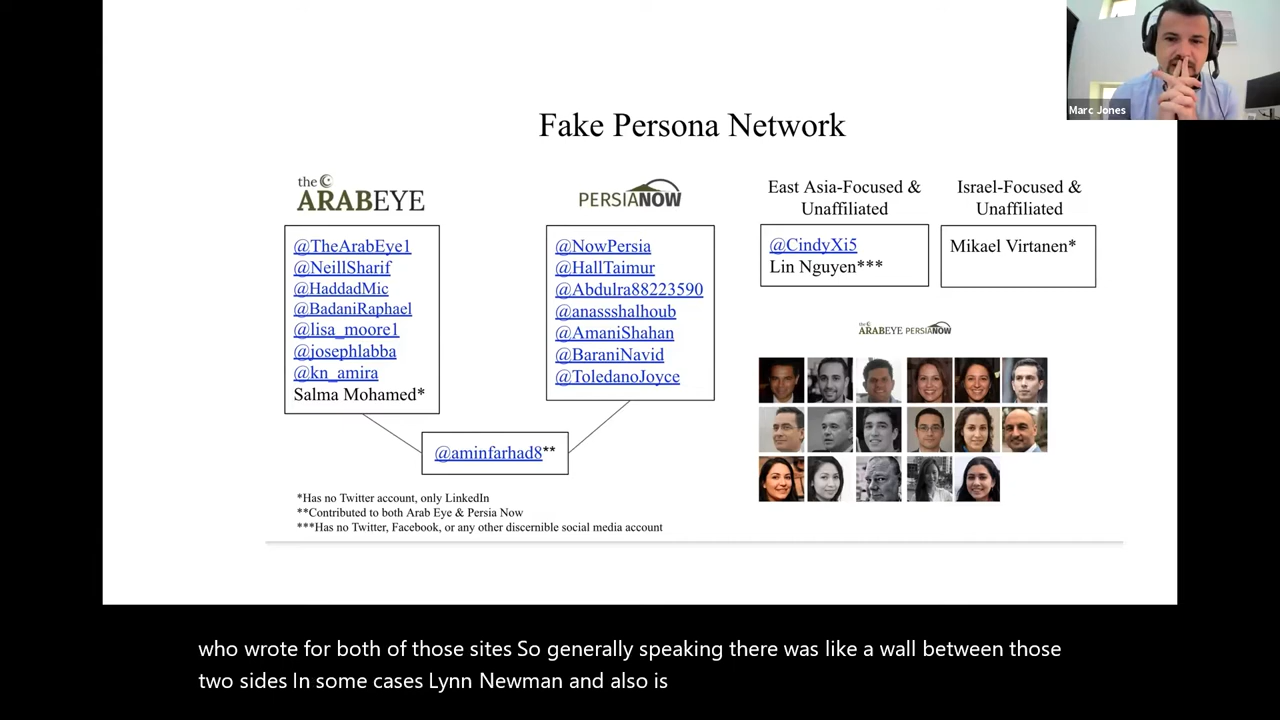 Marc Jones
Fake Persona Network
the
ARABEYE
@TheArabEye1
@NeillSharif
@HaddadMic
@BadaniRaphael
@lisa_moore1
@josephlabba
@kn_amira
Salma Mohamed*
PERSIANOW
@NowPersia
@HallTaimur
@Abdulra88223590
@anassshalhoub
@AmaniShahan
@BaraniNavid
@ToledanoJoyce
@aminfarhad8**
East Asia-Focused &
Unaffiliated
@CindyXi5
Lin Nguyen***
Israel-Focused &
Unaffiliated
Mikael Virtanen*
the
ARABEYE PERSIANOW
*Has no Twitter account, only LinkedIn
**Contributed to both Arab Eye & Persia Now
***Has no Twitter, Facebook, or any other discernible social media account
who wrote for both of those sites So generally speaking there was like a wall between those
two sides In some cases Lynn Newman and also is